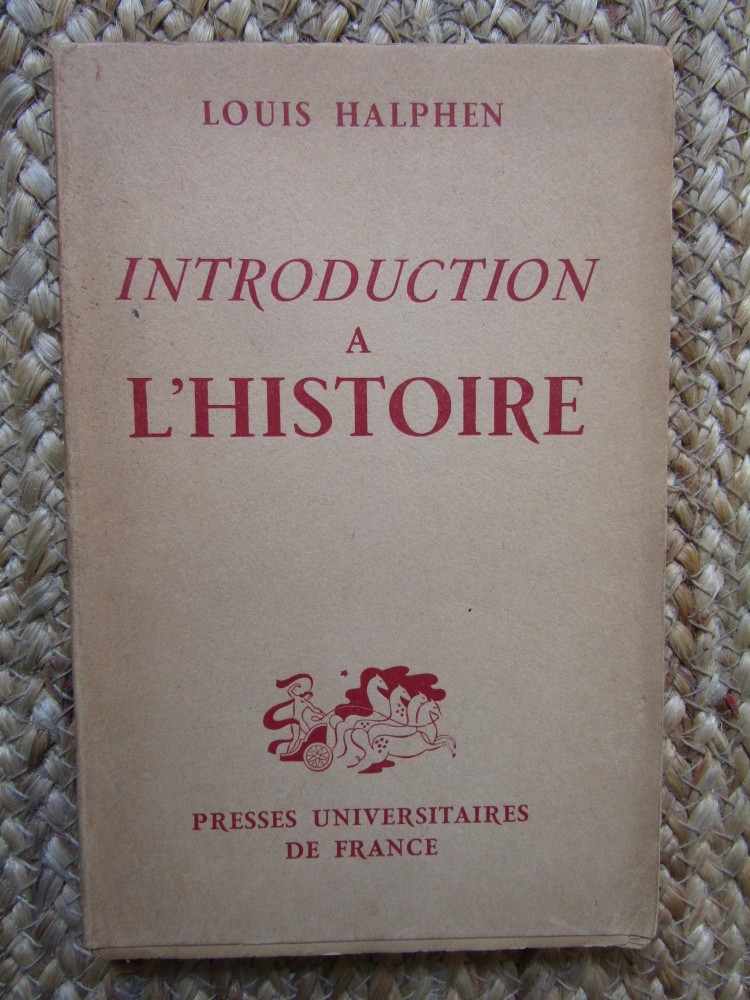 LOUIS HALPHEN
INTRODUCTION
A
L'HISTOIRE
PRESSES UNIVERSITAIRES
DE FRANCE